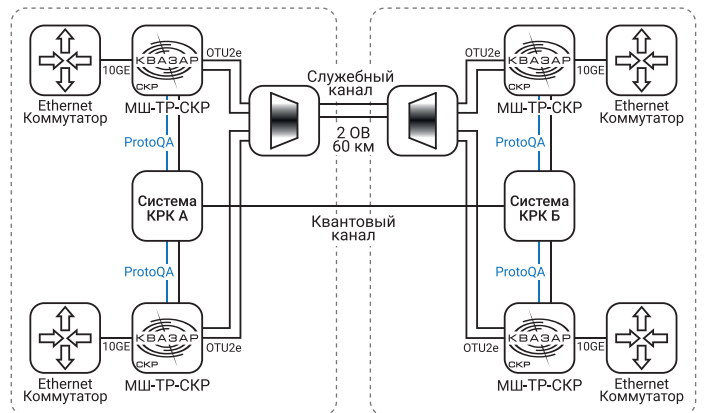 OTU2e
OTU2e
КВАЗАР
КВАЗАР
10GE
10GE
СКР
СКР
Служебный
канал
Ethernet
Коммутатор
МШ-ТР-СКР
МШ-ТР-СКР
Ethernet
Коммутатор
2 ОВ
60 км
ProtoQA
ProtoQA
Система
КРК А
Система
КРК Б
Квантовый
канал
ProtoQA
ProtoQA
КВАЗАР
КВАЗАР
10GE
OTU2e
OTU2e
10GE
СКР
СКР
Ethernet
Коммутатор
МШ-ТР-СКР
МШ-ТР-СКР
Ethernet
Коммутатор